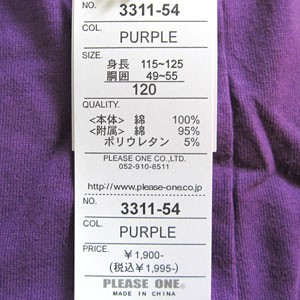 NO. 3311-54
COL. PURPLE
SIZE.
身長 115~125
胴囲 49~55
120
QUALITY.
<本体> 綿 100%
<附属> 綿 95%
ポリウレタン 5%
PLEASE ONE CO.,LTD.
052-910-8511
http://www.please-one.co.jp
NO. 3311-54
COL. PURPLE
PRICE. ¥1,900-
(税込¥1,995-)
PLEASE ONE.
MADE IN CHINA